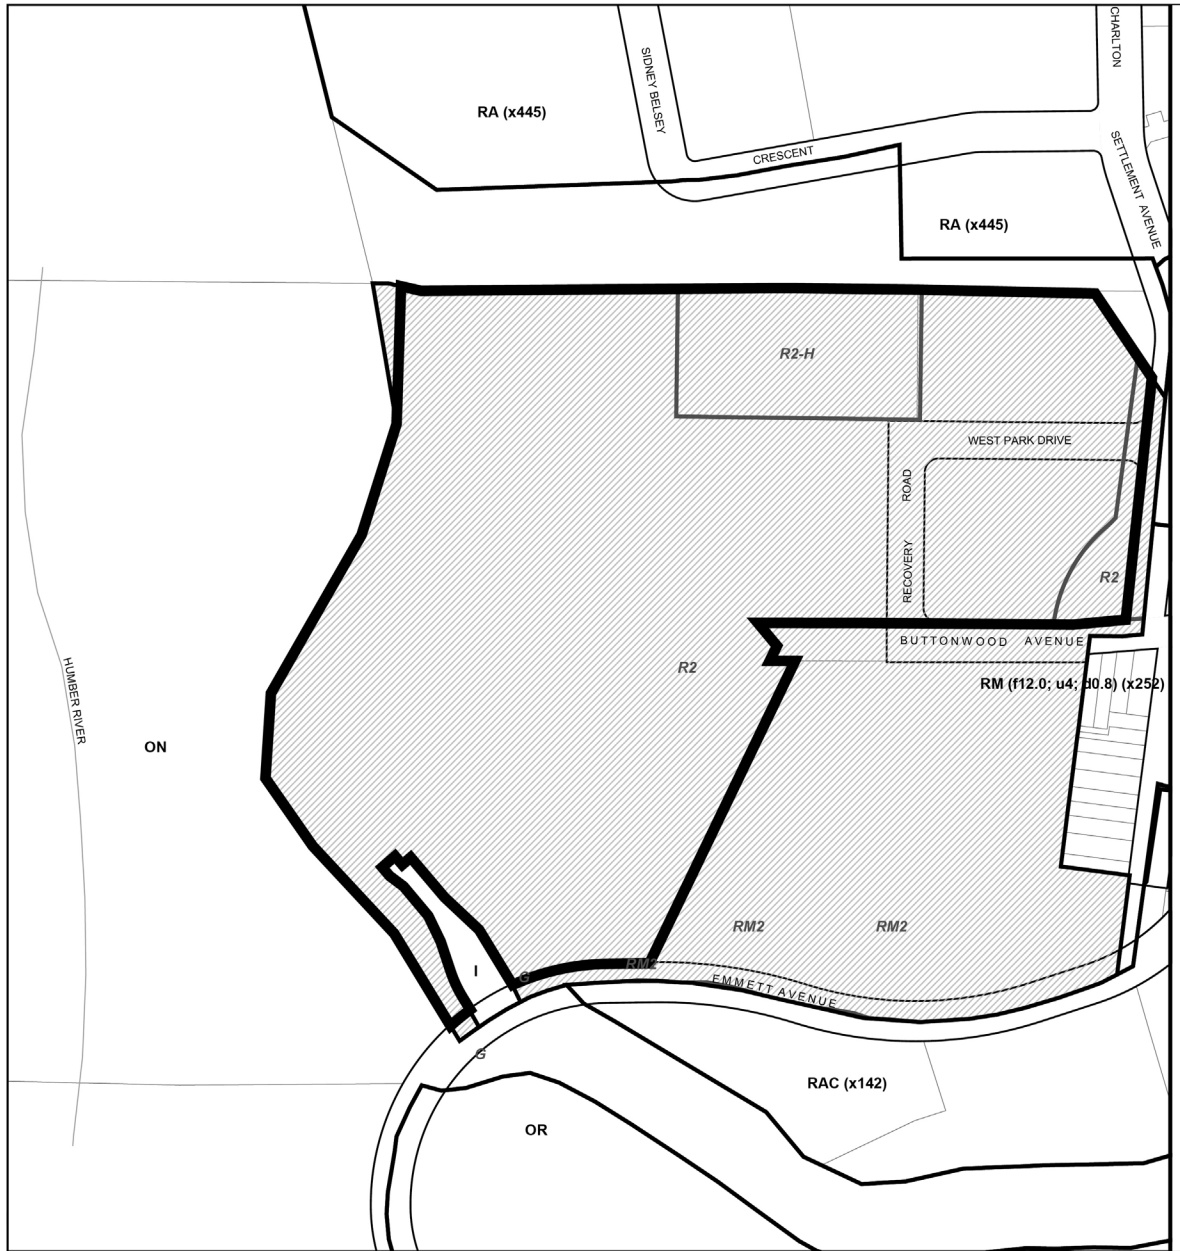 CHARLTON
SIDNEY BELSEY
RA (x445)
CRESCENT
SETTLEMENT AVENUE
RA (x445)
R2-H
WEST PARK DRIVE
RECOVERY ROAD
R2
BUTTONWOOD AVENUE
R2
RM (f12.0; u4; d0.8) (x252)
HUMBER RIVER
ON
RM2
RM2
RM2
I
G
EMMETT AVENUE
G
RAC (x142)
OR